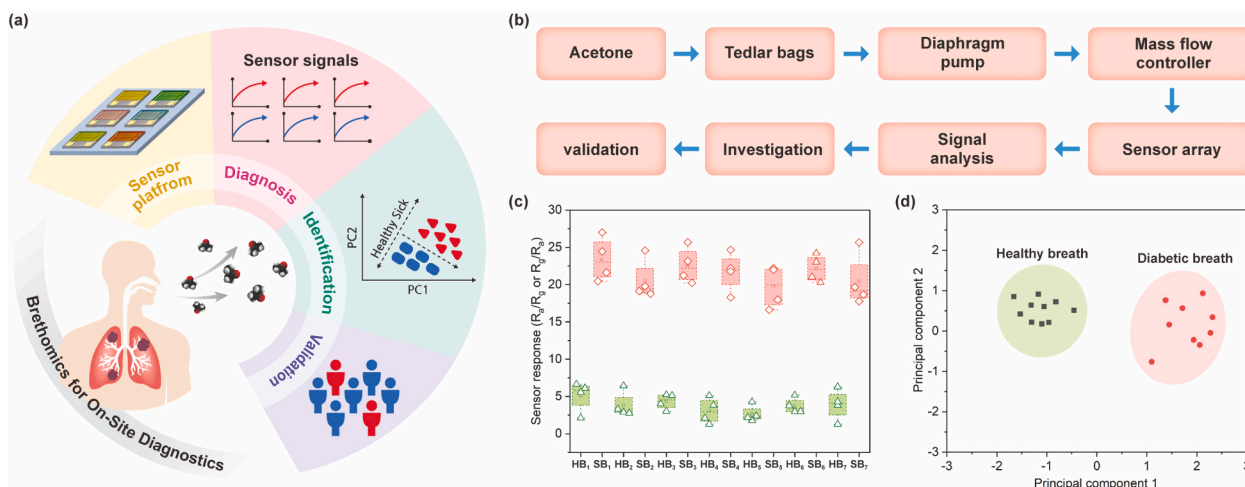 (a)
Sensor signals
Sensor
platfrom
Diagnosis
Identification
Validation
Healthy Sick
PC2
PC1
Brethomics for On-Site Diagnostics
(b)
Acetone
Tedlar bags
Diaphragm
pump
Mass flow
controller
validation
Investigation
Signal
analysis
Sensor array
(c)
Sensor response (Ra/Rg or Rg/Ra)
30
25
20
15
10
5
0
HB1 SB1 HB2 SB2 HB3 SB3 HB4 SB4 HB5 SB5 HB6 SB6 HB7 SB7
(d)
Principal component 2
3
2
1
0
-1
-2
-3
Healthy breath
Diabetic breath
-3 -2 -1 0 1 2 3
Principal component 1